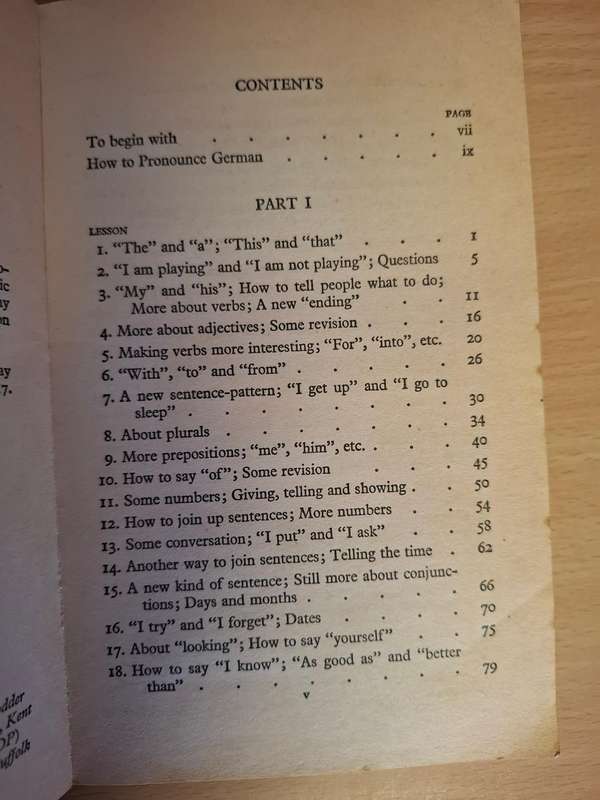 CONTENTS
PAGE
To begin with . . . . . . . vii
How to Pronounce German . . . . . ix
PART I
LESSON
1. “The” and “a”; “This” and “that” . . . 1
2. “I am playing” and “I am not playing”; Questions 5
3. “My” and “his”; How to tell people what to do;
More about verbs; A new “ending” . . 11
4. More about adjectives; Some revision . . . 16
5. Making verbs more interesting; “For”, “into”, etc. 20
6. “With”, “to” and “from” . . . . . 26
7. A new sentence-pattern; “I get up” and “I go to
sleep” . . . . . . . 30
8. About plurals . . . . . . 34
9. More prepositions; “me”, “him”, etc. . . . 40
10. How to say “of”; Some revision . . . 45
11. Some numbers; Giving, telling and showing . . 50
12. How to join up sentences; More numbers . . 54
13. Some conversation; “I put” and “I ask” . . 58
14. Another way to join sentences; Telling the time . 62
15. A new kind of sentence; Still more about conjunc-
tions; Days and months . . . . . 66
16. “I try” and “I forget”; Dates . . . . 70
17. About “looking”; How to say “yourself” . . 75
18. How to say “I know”; “As good as” and “better
than” . . . . . . . . 79
v
Kent